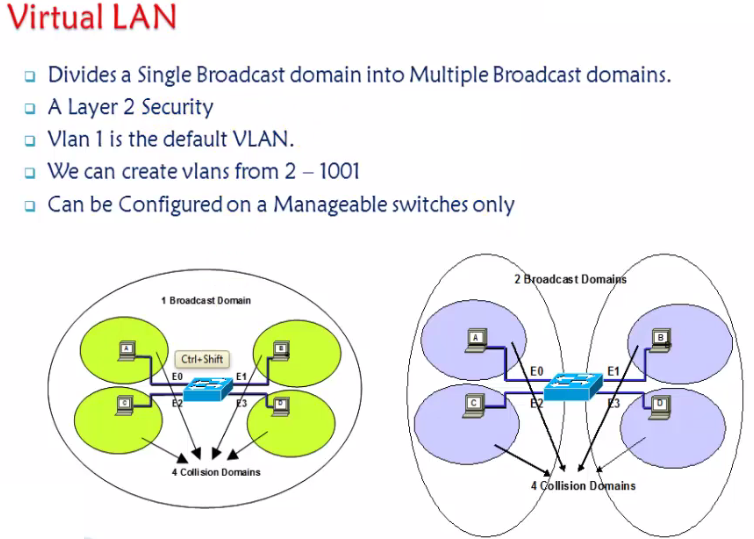 Virtual LAN
Divides a Single Broadcast domain into Multiple Broadcast domains.
A Layer 2 Security
Vlan 1 is the default VLAN.
We can create vlans from 2 – 1001
Can be Configured on a Manageable switches only
1 Broadcast Domain
A
B
Ctrl+Shift
E0
E1
C
E2
E3
D
4 Collision Domains
2 Broadcast Domains
A
B
E0
E1
C
E2
E3
D
4 Collision Domains